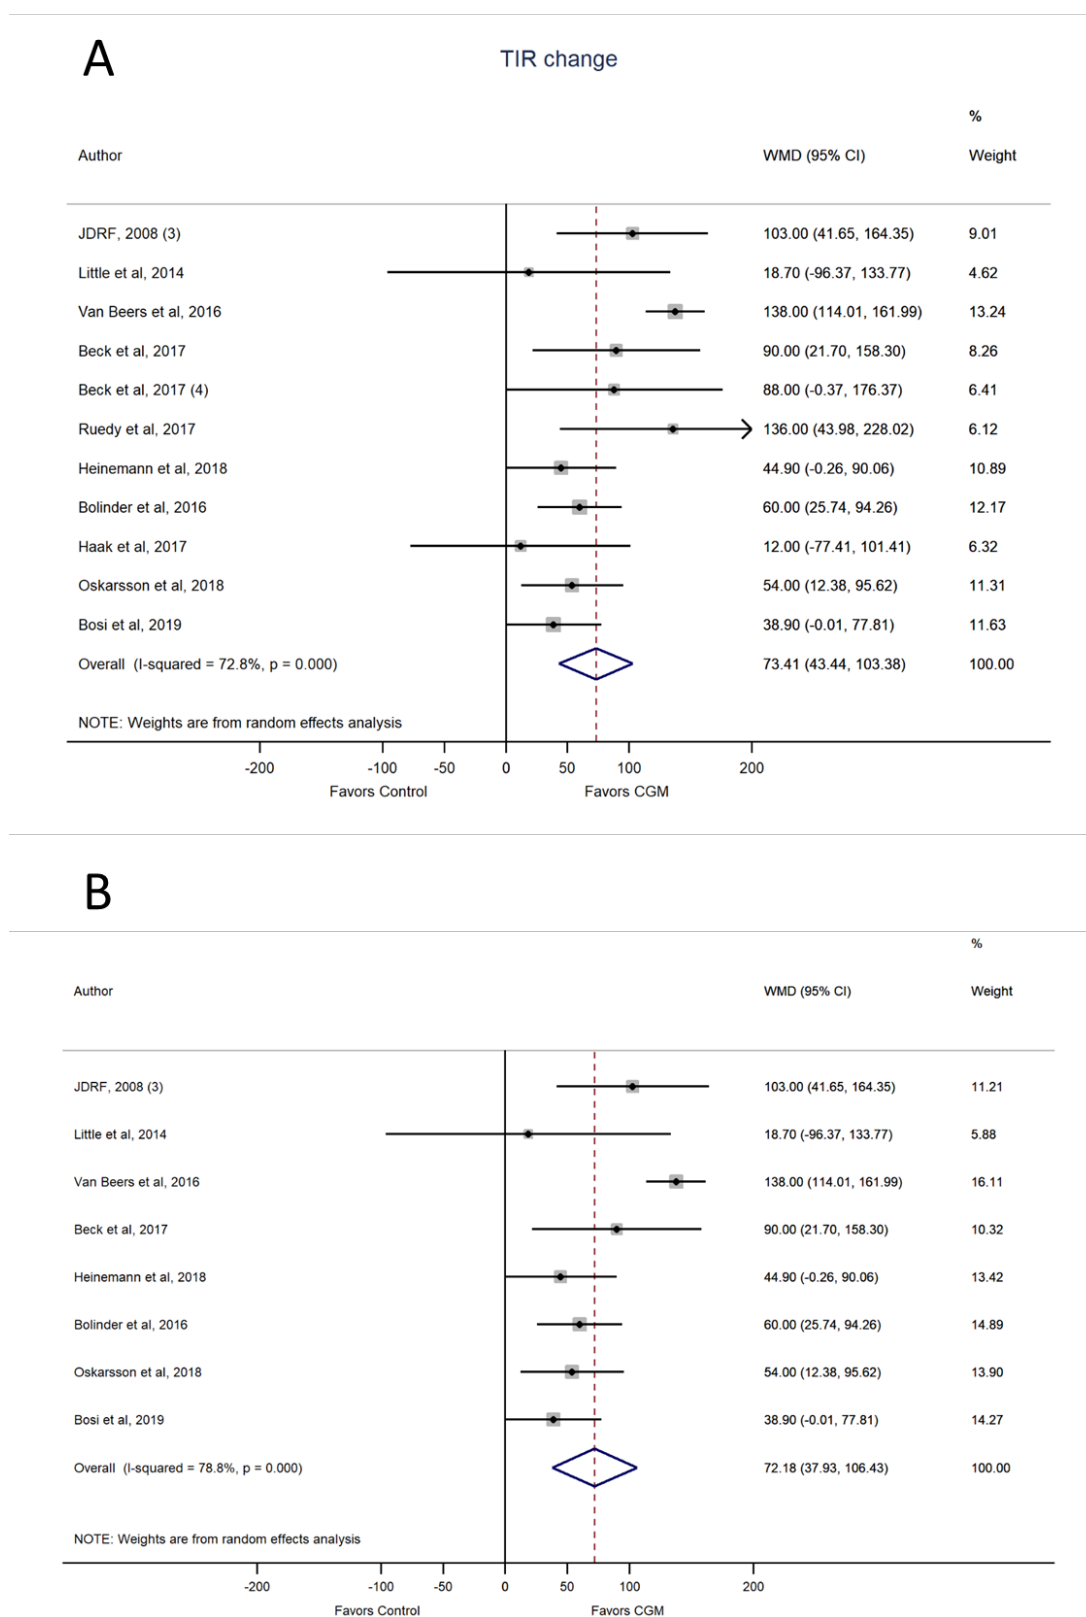 A
TIR change
%
Author WMD (95% CI) Weight
JDRF, 2008 (3) 103.00 (41.65, 164.35) 9.01
Little et al, 2014 18.70 (-96.37, 133.77) 4.62
Van Beers et al, 2016 138.00 (114.01, 161.99) 13.24
Beck et al, 2017 90.00 (21.70, 158.30) 8.26
Beck et al, 2017 (4) 88.00 (-0.37, 176.37) 6.41
Ruedy et al, 2017 136.00 (43.98, 228.02) 6.12
Heinemann et al, 2018 44.90 (-0.26, 90.06) 10.89
Bolinder et al, 2016 60.00 (25.74, 94.26) 12.17
Haak et al, 2017 12.00 (-77.41, 101.41) 6.32
Oskarsson et al, 2018 54.00 (12.38, 95.62) 11.31
Bosi et al, 2019 38.90 (-0.01, 77.81) 11.63
Overall (I-squared = 72.8%, p = 0.000) 73.41 (43.44, 103.38) 100.00
NOTE: Weights are from random effects analysis
-200 -100 -50 0 50 100 200
Favors Control Favors CGM
B
%
Author WMD (95% CI) Weight
JDRF, 2008 (3) 103.00 (41.65, 164.35) 11.21
Little et al, 2014 18.70 (-96.37, 133.77) 5.88
Van Beers et al, 2016 138.00 (114.01, 161.99) 16.11
Beck et al, 2017 90.00 (21.70, 158.30) 10.32
Heinemann et al, 2018 44.90 (-0.26, 90.06) 13.42
Bolinder et al, 2016 60.00 (25.74, 94.26) 14.89
Oskarsson et al, 2018 54.00 (12.38, 95.62) 13.90
Bosi et al, 2019 38.90 (-0.01, 77.81) 14.27
Overall (I-squared = 78.8%, p = 0.000) 72.18 (37.93, 106.43) 100.00
NOTE: Weights are from random effects analysis
-200 -100 -50 0 50 100 200
Favors Control Favors CGM